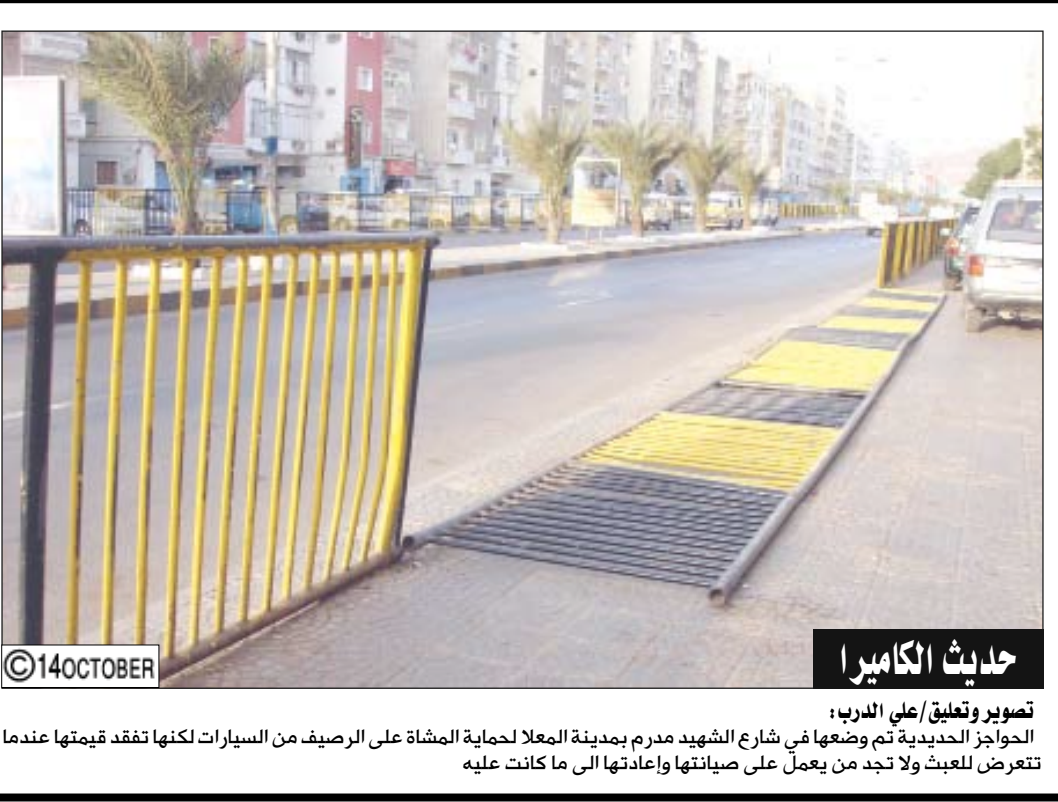 ©14OCTOBER
حديث الكاميرا
تصوير وتعليق/علي الدرب:
الحواجز الحديدية تم وضعها في شارع الشهيد مدرم بمدينة المعلا لحماية المشاة على الرصيف من السيارات لكنها تفقد قيمتها عندما
تتعرض للعبث ولا تجد من يعمل على صيانتها وإعادتها الى ما كانت عليه